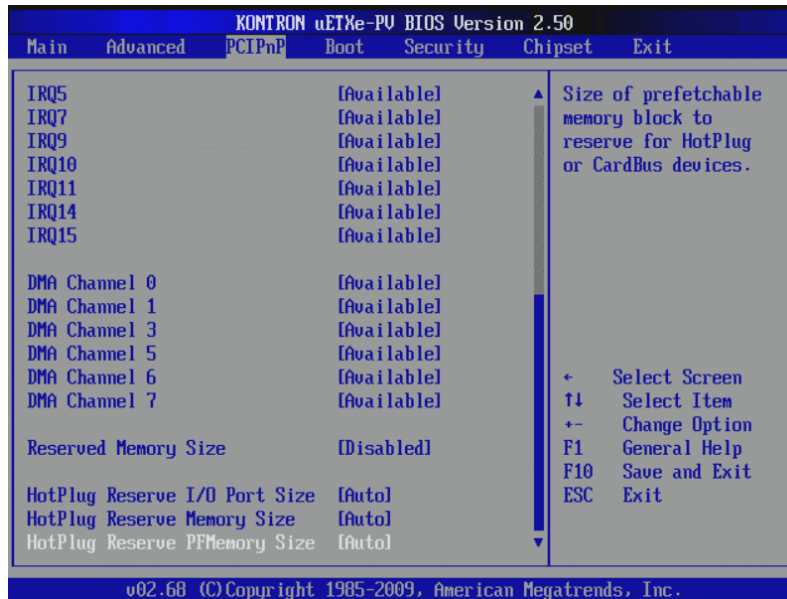 KONTRON uETXe-PV BIOS Version 2.50
Main Advanced PCIPnP Boot Security Chipset Exit
IRQ5 [Available]
IRQ7 [Available]
IRQ9 [Available]
IRQ10 [Available]
IRQ11 [Available]
IRQ14 [Available]
IRQ15 [Available]
DMA Channel 0 [Available]
DMA Channel 1 [Available]
DMA Channel 3 [Available]
DMA Channel 5 [Available]
DMA Channel 6 [Available]
DMA Channel 7 [Available]
Reserved Memory Size [Disabled]
HotPlug Reserve I/O Port Size [Auto]
HotPlug Reserve Memory Size [Auto]
HotPlug Reserve PFMemory Size [Auto]
Size of prefetchable
memory block to
reserve for HotPlug
or CardBus devices.
← Select Screen
↑↓ Select Item
+- Change Option
F1 General Help
F10 Save and Exit
ESC Exit
v02.68 (C)Copyright 1985-2009, American Megatrends, Inc.